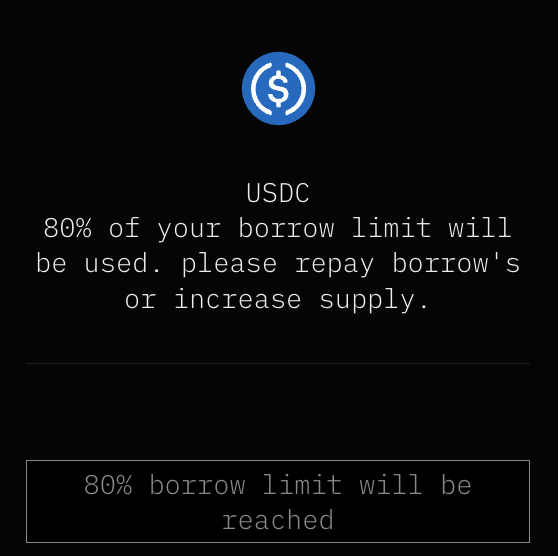 USDC
80% of your borrow limit will
be used. please repay borrow's
or increase supply.
80% borrow limit will be
reached